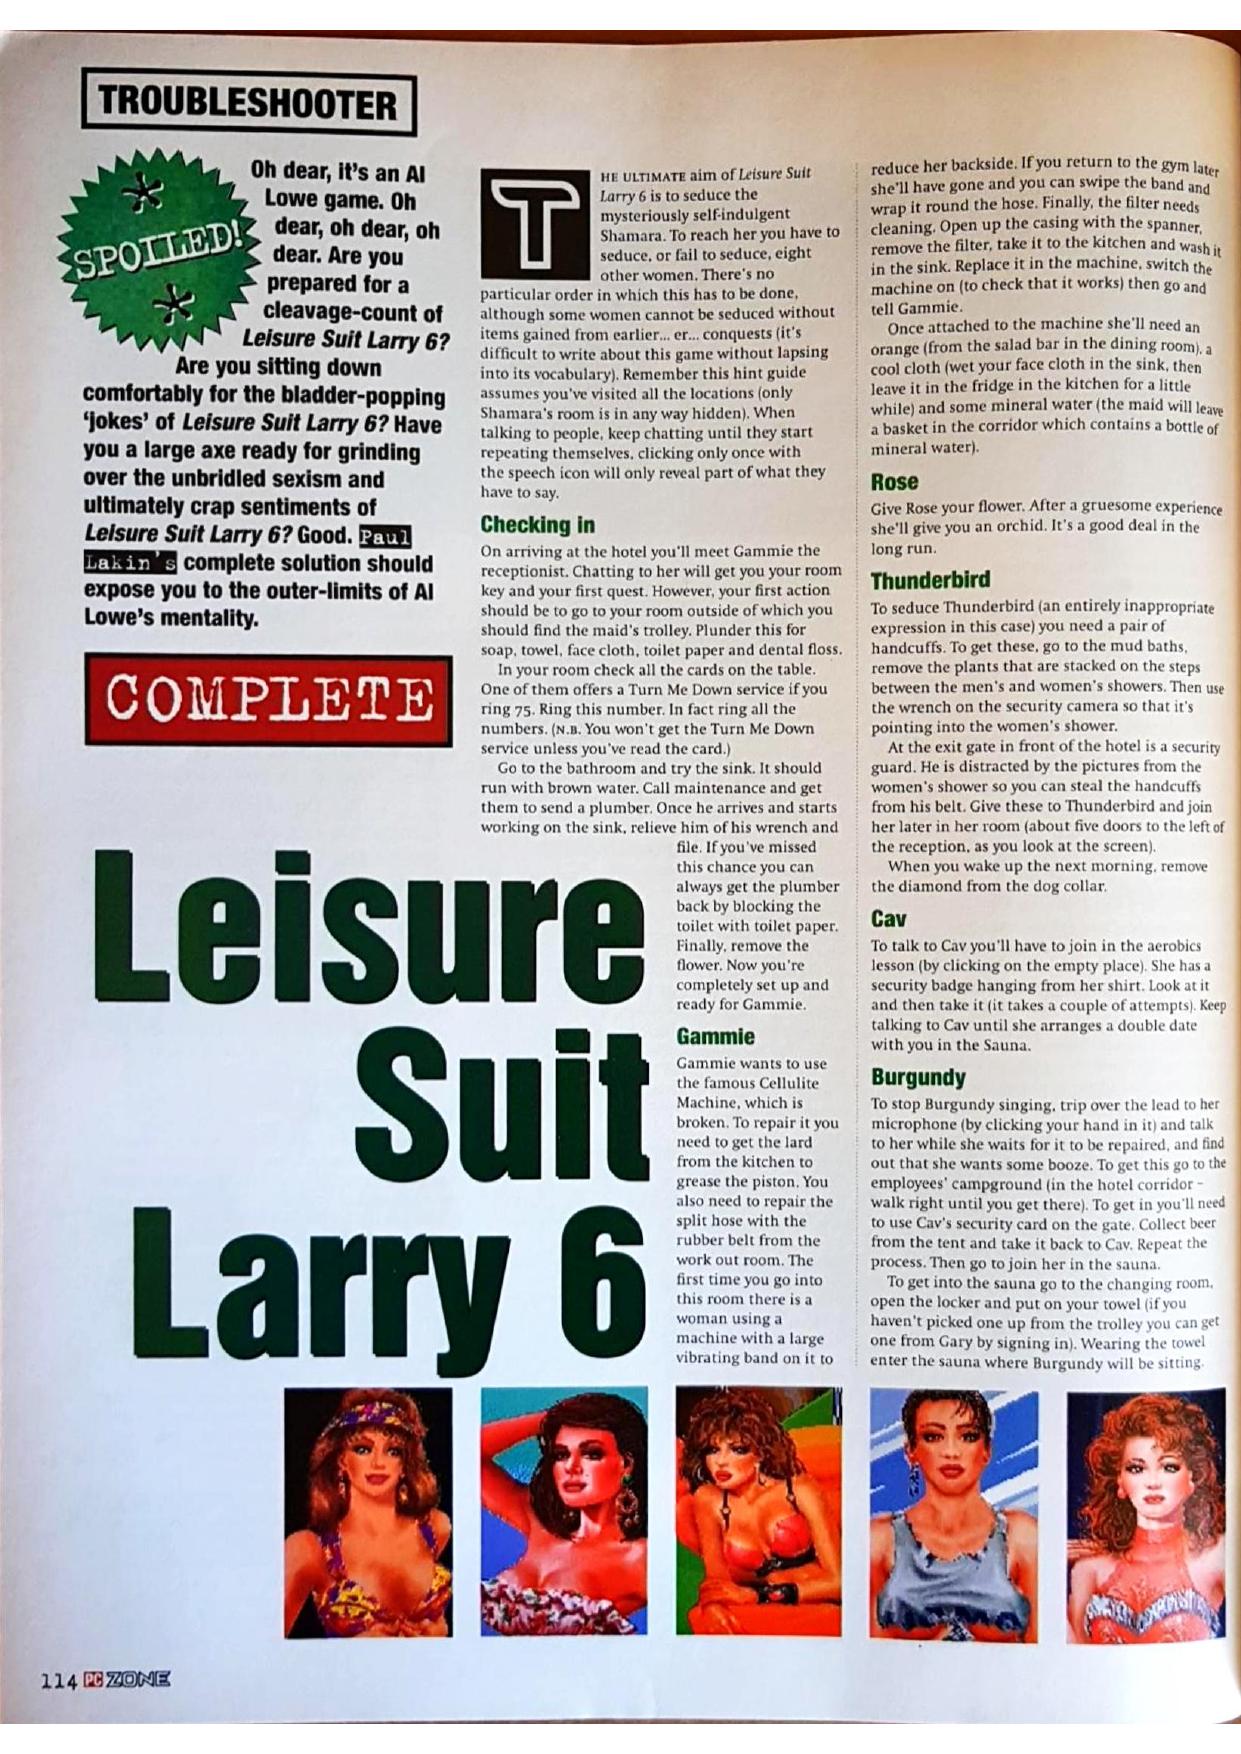 TROUBLESHOOTER
SPOILED!
Oh dear, it's an Al
Lowe game. Oh
dear, oh dear, oh
dear. Are you
prepared for a
cleavage-count of
Leisure Suit Larry 6?
Are you sitting down
comfortably for the bladder-popping
'jokes' of Leisure Suit Larry 6? Have
you a large axe ready for grinding
over the unbridled sexism and
ultimately crap sentiments of
Leisure Suit Larry 6? Good. Paul
Lakin's complete solution should
expose you to the outer-limits of Al
Lowe's mentality.
COMPLETE
Leisure
Suit
Larry 6
THE ULTIMATE aim of Leisure Suit
Larry 6 is to seduce the
mysteriously self-indulgent
Shamara. To reach her you have to
seduce, or fail to seduce, eight
other women. There's no
particular order in which this has to be done,
although some women cannot be seduced without
items gained from earlier... er... conquests (it's
difficult to write about this game without lapsing
into its vocabulary). Remember this hint guide
assumes you've visited all the locations (only
Shamara's room is in any way hidden). When
talking to people, keep chatting until they start
repeating themselves, clicking only once with
the speech icon will only reveal part of what they
have to say.
Checking in
On arriving at the hotel you'll meet Gammie the
receptionist. Chatting to her will get you your room
key and your first quest. However, your first action
should be to go to your room outside of which you
should find the maid's trolley. Plunder this for
soap, towel, face cloth, toilet paper and dental floss.
In your room check all the cards on the table.
One of them offers a Turn Me Down service if you
ring 75. Ring this number. In fact ring all the
numbers. (N.B. You won't get the Turn Me Down
service unless you've read the card.)
Go to the bathroom and try the sink. It should
run with brown water. Call maintenance and get
them to send a plumber. Once he arrives and starts
working on the sink, relieve him of his wrench and
file. If you've missed
this chance you can
always get the plumber
back by blocking the
toilet with toilet paper.
Finally, remove the
flower. Now you're
completely set up and
ready for Gammie.
Gammie
Gammie wants to use
the famous Cellulite
Machine, which is
broken. To repair it you
need to get the lard
from the kitchen to
grease the piston. You
also need to repair the
split hose with the
rubber belt from the
work out room. The
first time you go into
this room there is a
woman using a
machine with a large
vibrating band on it to
reduce her backside. If you return to the gym later
she'll have gone and you can swipe the band and
wrap it round the hose. Finally, the filter needs
cleaning. Open up the casing with the spanner,
remove the filter, take it to the kitchen and wash it
in the sink. Replace it in the machine, switch the
machine on (to check that it works) then go and
tell Gammie.
Once attached to the machine she'll need an
orange (from the salad bar in the dining room), a
cool cloth (wet your face cloth in the sink, then
leave it in the fridge in the kitchen for a little
while) and some mineral water (the maid will leave
a basket in the corridor which contains a bottle of
mineral water).
Rose
Give Rose your flower. After a gruesome experience
she'll give you an orchid. It's a good deal in the
long run.
Thunderbird
To seduce Thunderbird (an entirely inappropriate
expression in this case) you need a pair of
handcuffs. To get these, go to the mud baths,
remove the plants that are stacked on the steps
between the men's and women's showers. Then use
the wrench on the security camera so that it's
pointing into the women's shower.
At the exit gate in front of the hotel is a security
guard. He is distracted by the pictures from the
women's shower so you can steal the handcuffs
from his belt. Give these to Thunderbird and join
her later in her room (about five doors to the left of
the reception, as you look at the screen).
When you wake up the next morning, remove
the diamond from the dog collar.
Cav
To talk to Cav you'll have to join in the aerobics
lesson (by clicking on the empty place). She has a
security badge hanging from her shirt. Look at it
and then take it (it takes a couple of attempts). Keep
talking to Cav until she arranges a double date
with you in the Sauna.
Burgundy
To stop Burgundy singing, trip over the lead to her
microphone (by clicking your hand in it) and talk
to her while she waits for it to be repaired, and find
out that she wants some booze. To get this go to the
employees' campground (in the hotel corridor –
walk right until you get there). To get in you'll need
to use Cav's security card on the gate. Collect beer
from the tent and take it back to Cav. Repeat the
process. Then go to join her in the sauna.
To get into the sauna go to the changing room,
open the locker and put on your towel (if you
haven't picked one up from the trolley you can get
one from Gary by signing in). Wearing the towel
enter the sauna where Burgundy will be sitting.
114 PC ZONE